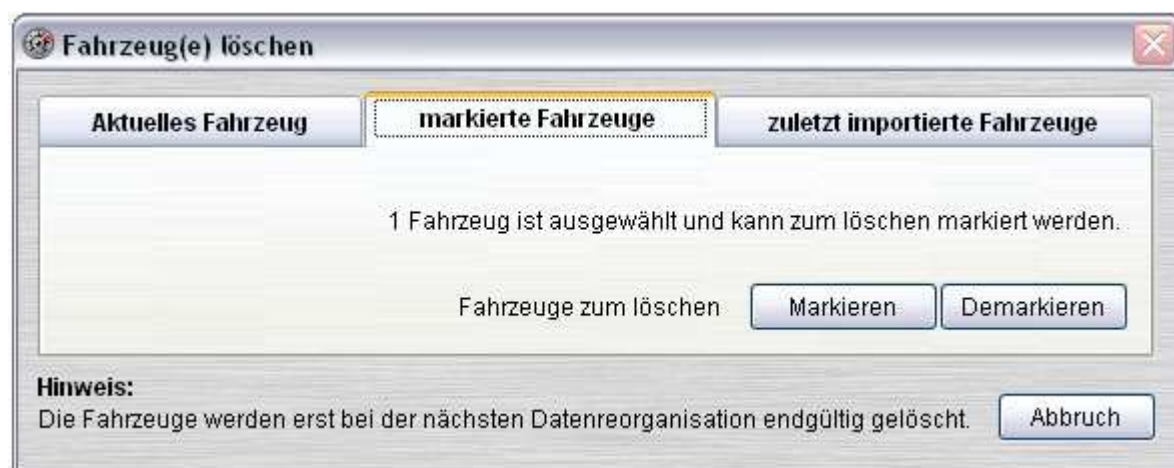 Fahrzeug(e) löschen
Aktuelles Fahrzeug
markierte Fahrzeuge
zuletzt importierte Fahrzeuge
1 Fahrzeug ist ausgewählt und kann zum löschen markiert werden.
Fahrzeuge zum löschen
Markieren
Demarkieren
Hinweis:
Die Fahrzeuge werden erst bei der nächsten Datenreorganisation endgültig gelöscht.
Abbruch